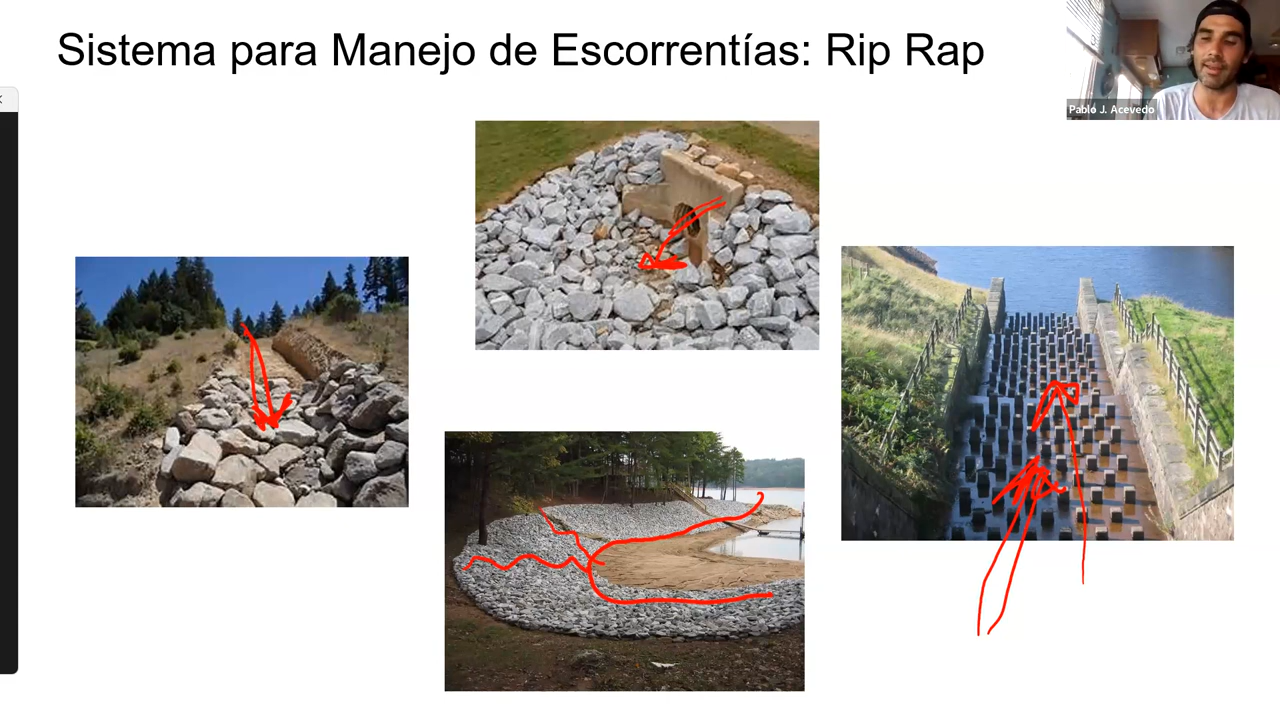 Sistema para Manejo de Escorrentías: Rip Rap
Pablo J. Acevedo